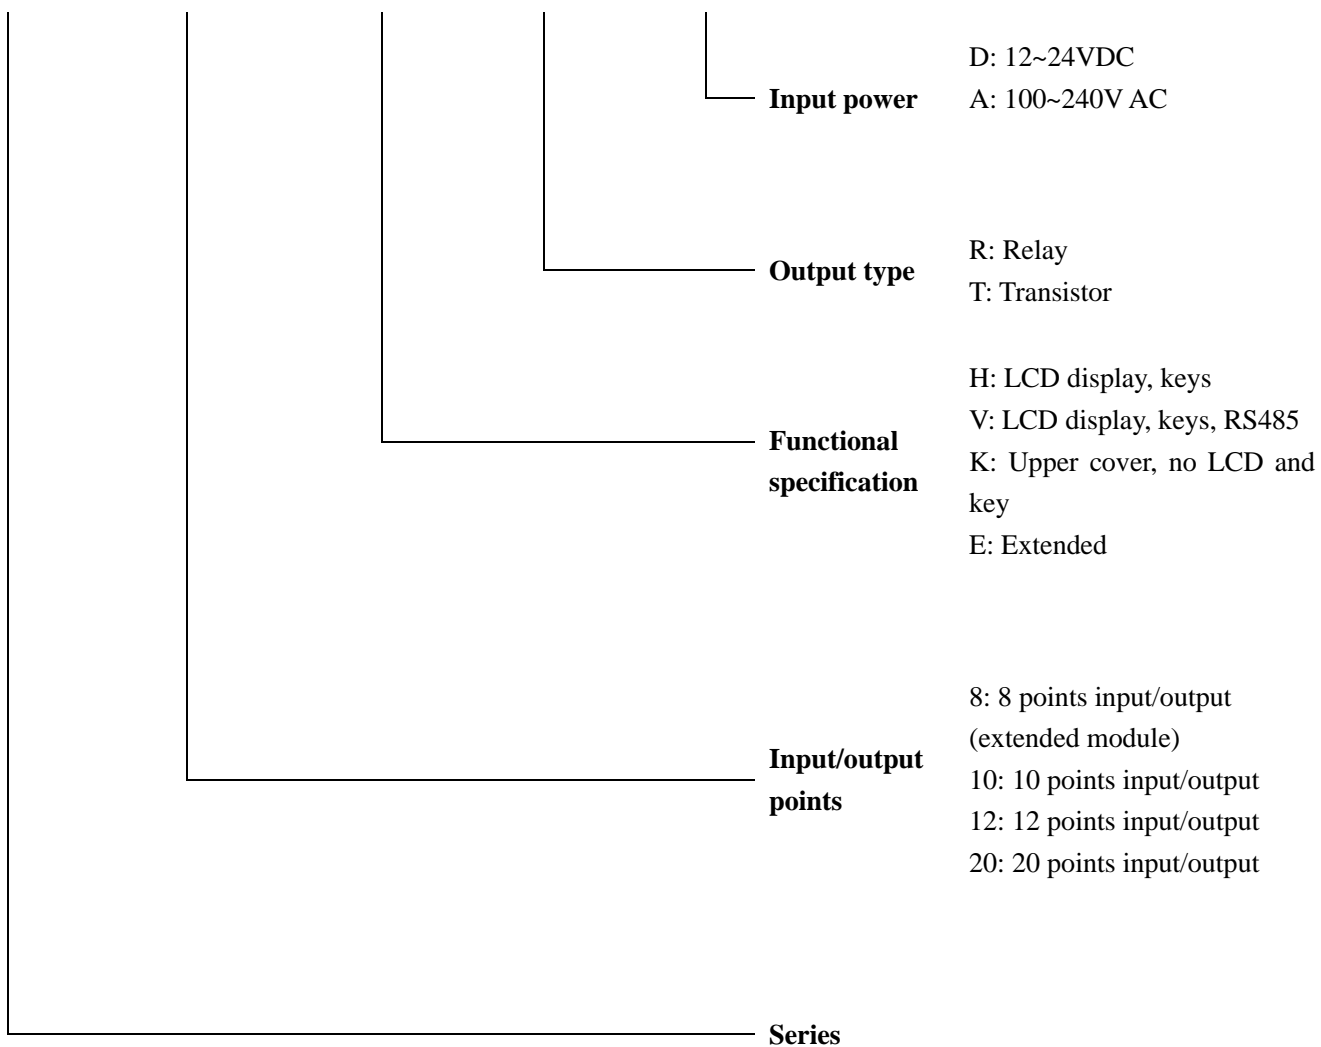 D: 12~24VDC
Input power
A: 100~240V AC
R: Relay
Output type
T: Transistor
H: LCD display, keys
V: LCD display, keys, RS485
Functional
specification
K: Upper cover, no LCD and
key
E: Extended
8: 8 points input/output
(extended module)
Input/output
points
10: 10 points input/output
12: 12 points input/output
20: 20 points input/output
Series